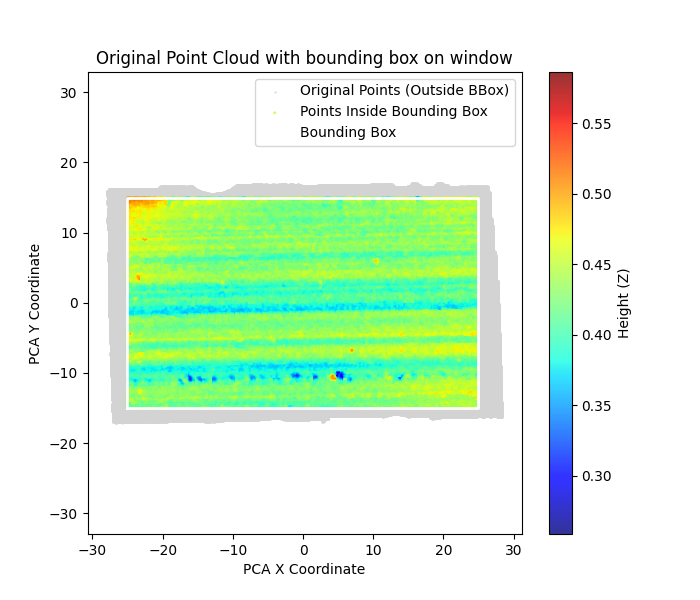 Original Point Cloud with bounding box on window
Original Points (Outside BBox)
Points Inside Bounding Box
Bounding Box
30
20
10
0
−10
−20
−30
PCA Y Coordinate
−30
−20
−10
0
10
20
30
PCA X Coordinate
0.55
0.50
0.45
0.40
0.35
0.30
Height (Z)